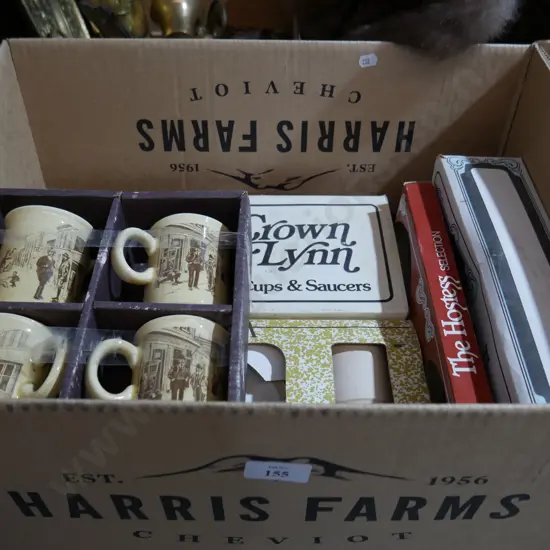 CHEVIOT
HARRIS FARMS
EST. 1956
Crown
Lynn
Cups & Saucers
The Hostess
SELECTION
155
EST. 1956
HARRIS FARMS
CHEVIOT